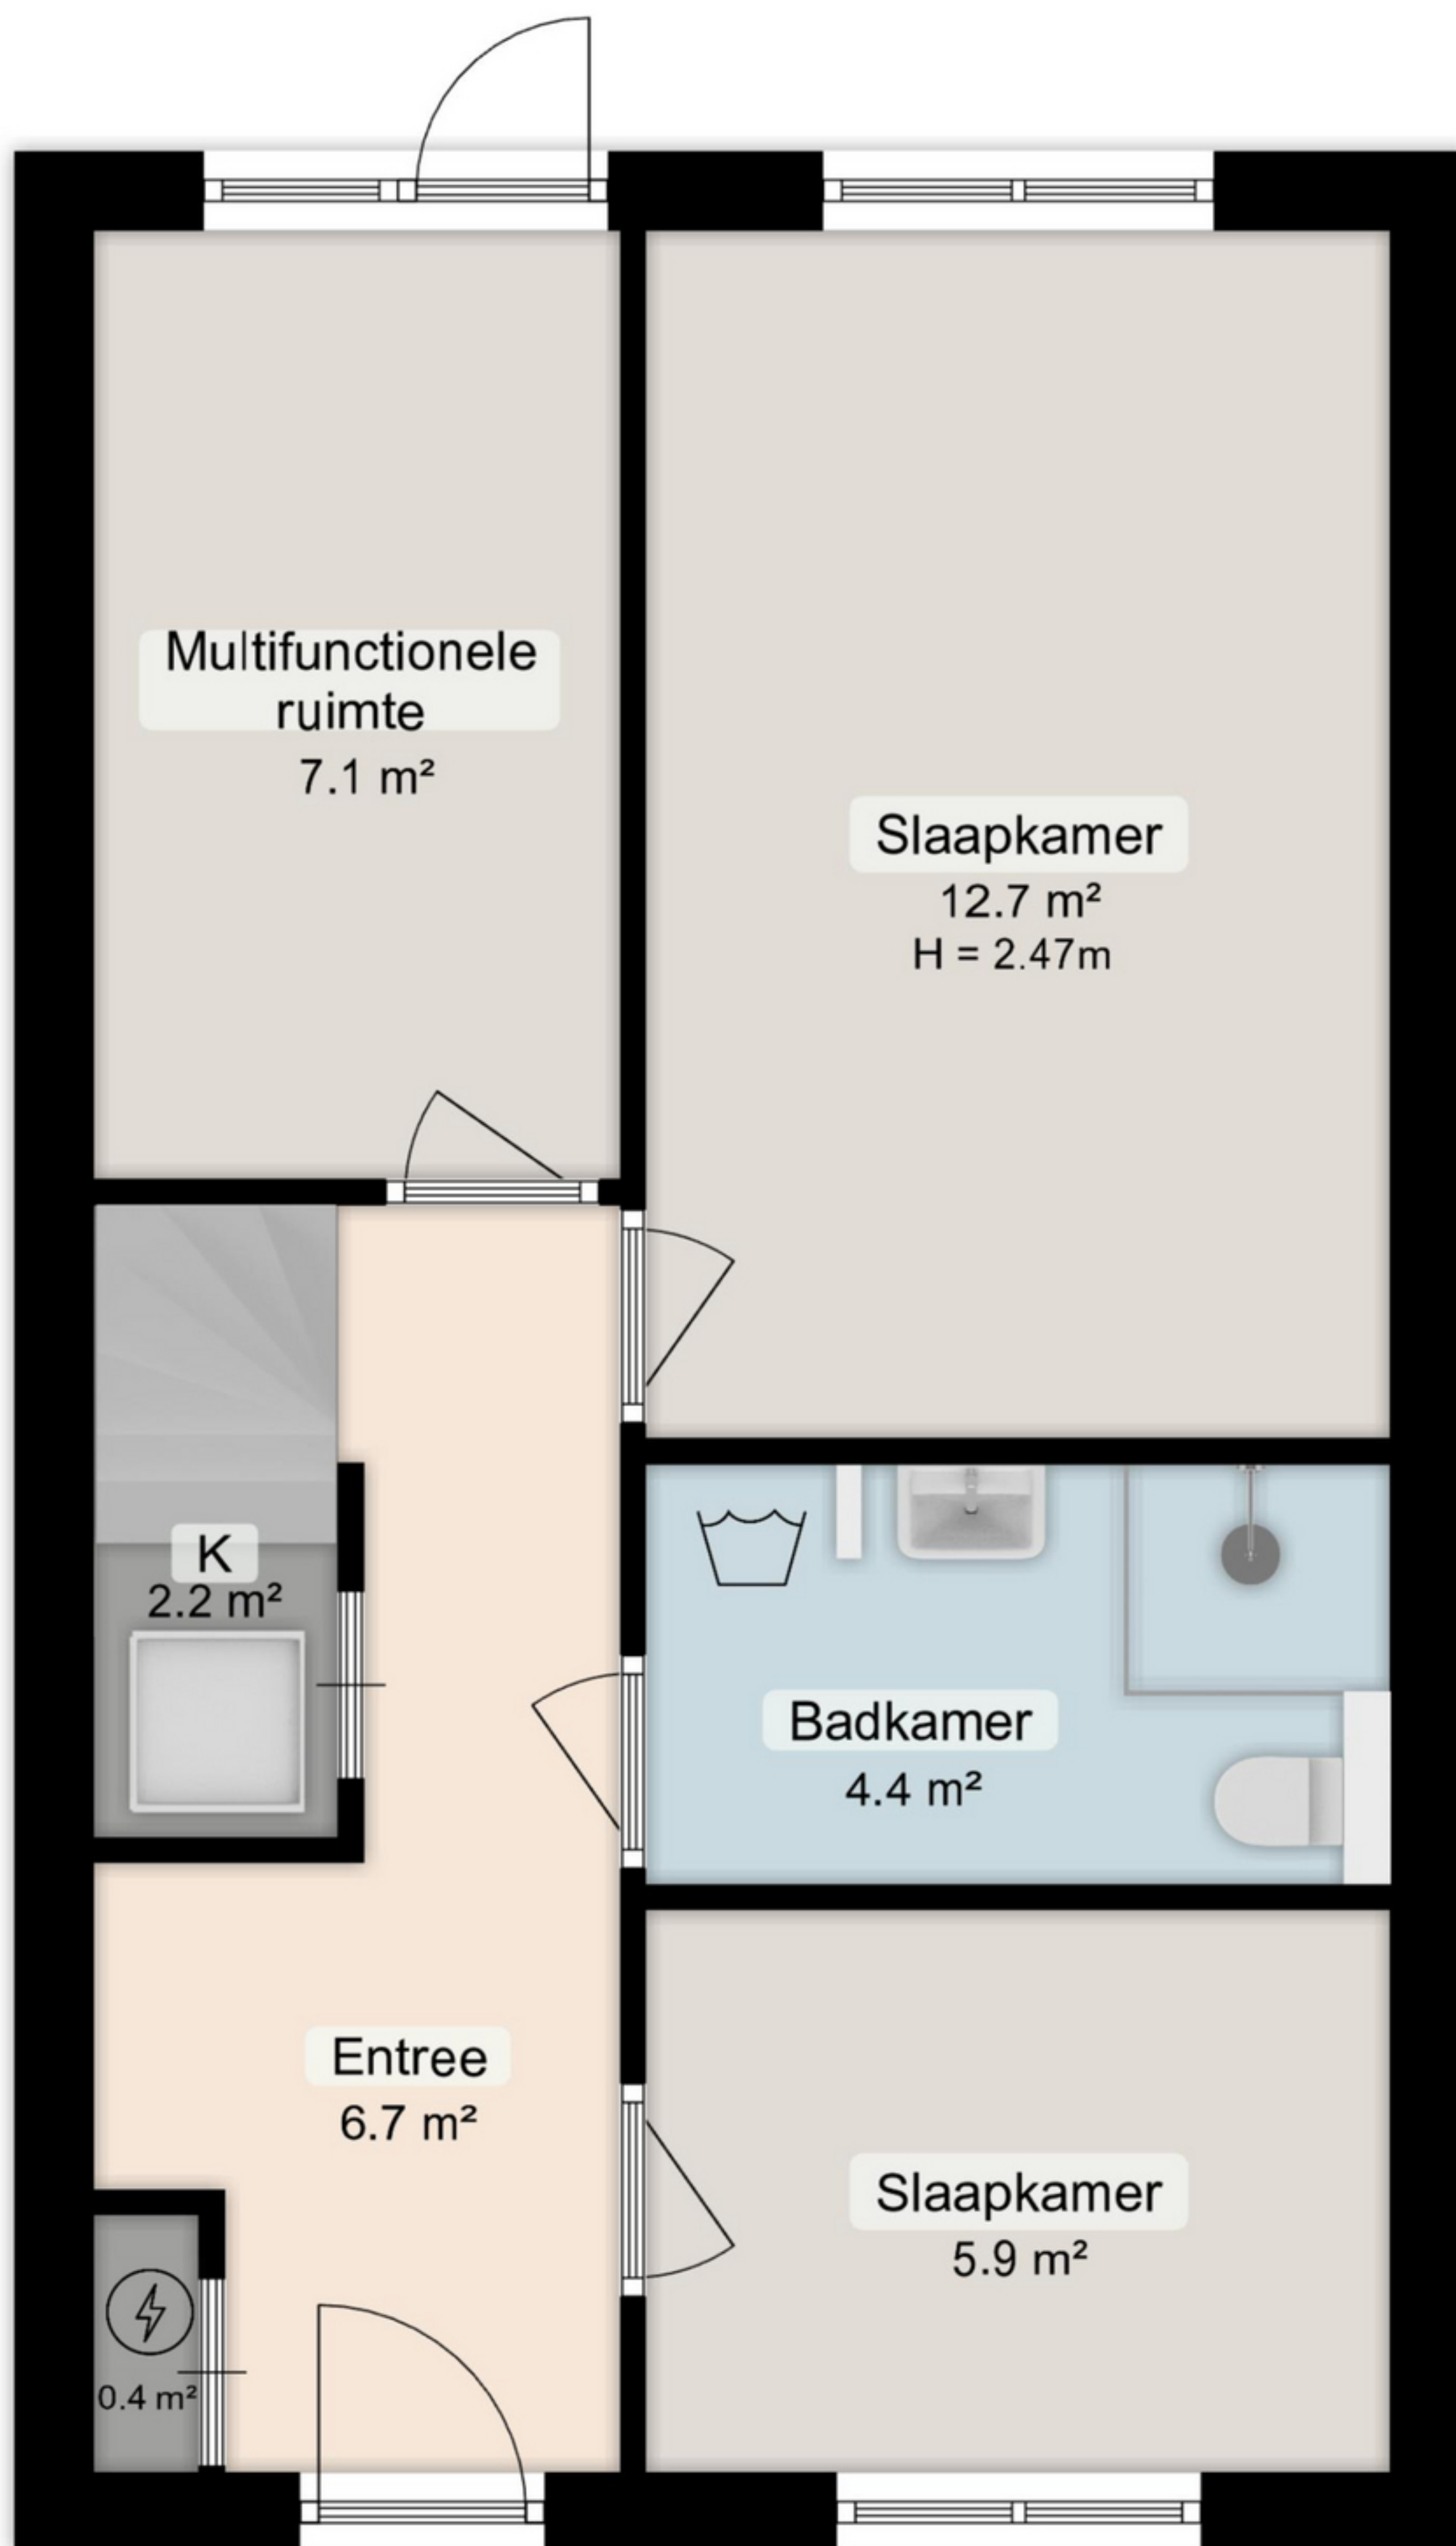 Multifunctionele
ruimte
7.1 m²
Slaapkamer
12.7 m²
H = 2.47m
K
2.2 m²
Badkamer
4.4 m²
Entree
6.7 m²
Slaapkamer
5.9 m²
0.4 m²